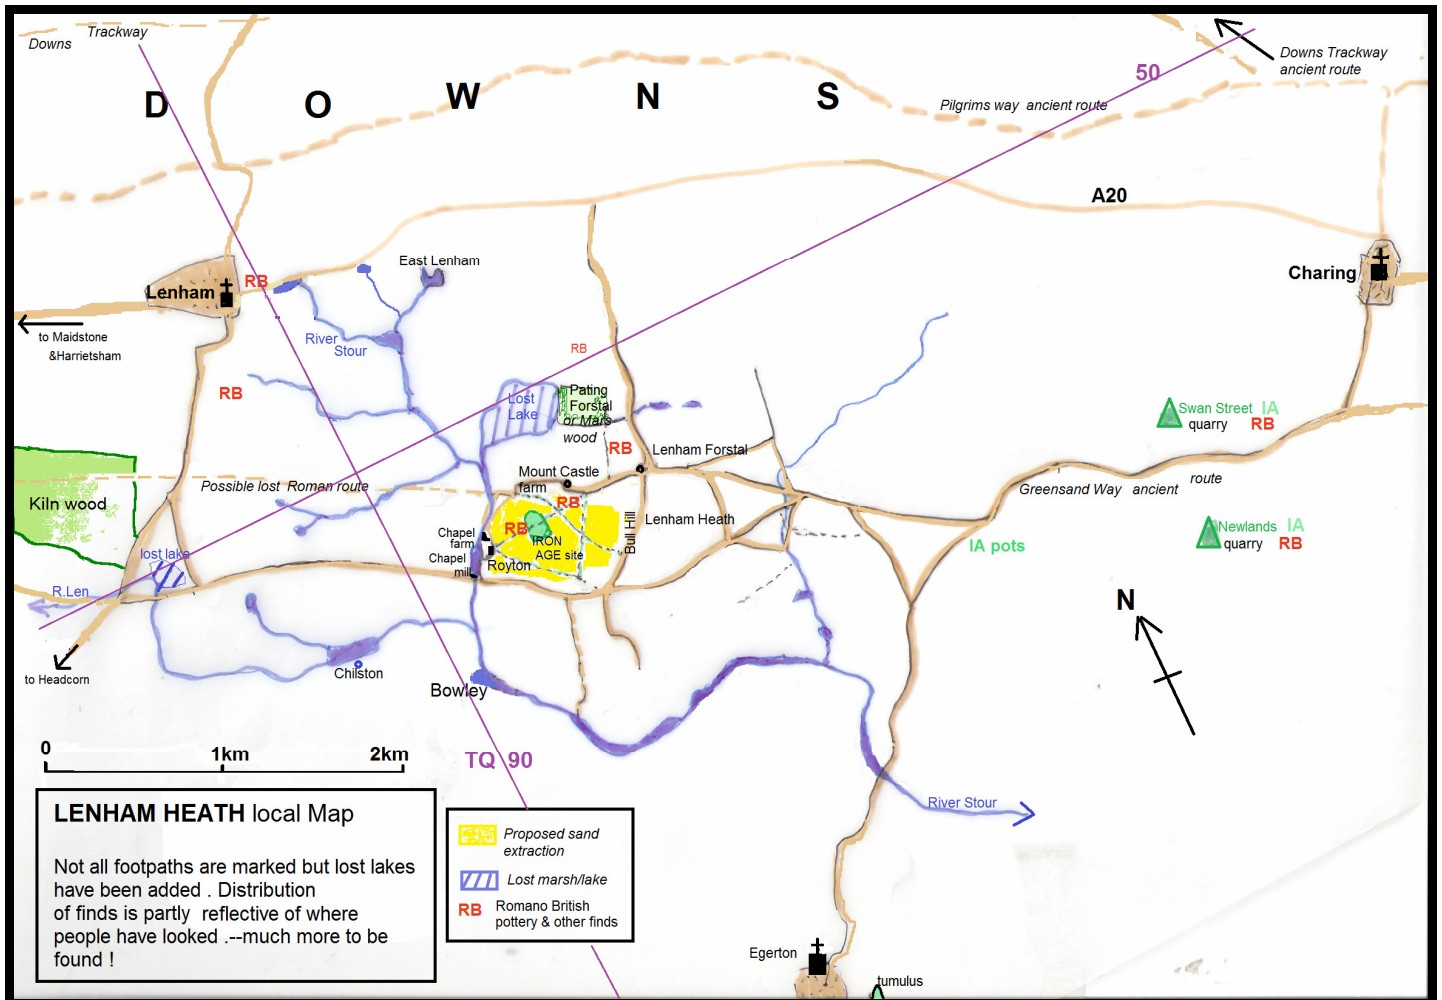 Downs
Trackway
Downs Trackway
ancient route
50
D O W N S
Pilgrims way ancient route
A20
East Lenham
RB
Lenham
Charing
to Maidstone
&Harrietsham
River
Stour
RB
RB
Lost
Lake
Pating
Forstal
or Mars
wood
Swan Street IA
quarry RB
RB
Lenham Forstal
Mount Castle
farm
Possible lost Roman route
Greensand Way ancient route
Kiln wood
RB
RB
IRON
AGE site
Bull Hill
Lenham Heath
Newlands IA
quarry RB
IA pots
Chapel
farm
Chapel
mill
Royton
lost lake
R.Len
N
to Headcorn
Chilston
Bowley
0 1km 2km
TQ 90
River Stour
LENHAM HEATH local Map
Not all footpaths are marked but lost lakes
have been added . Distribution
of finds is partly reflective of where
people have looked .--much more to be
found !
Proposed sand
extraction
Lost marsh/lake
RB Romano British
pottery & other finds
Egerton
tumulus